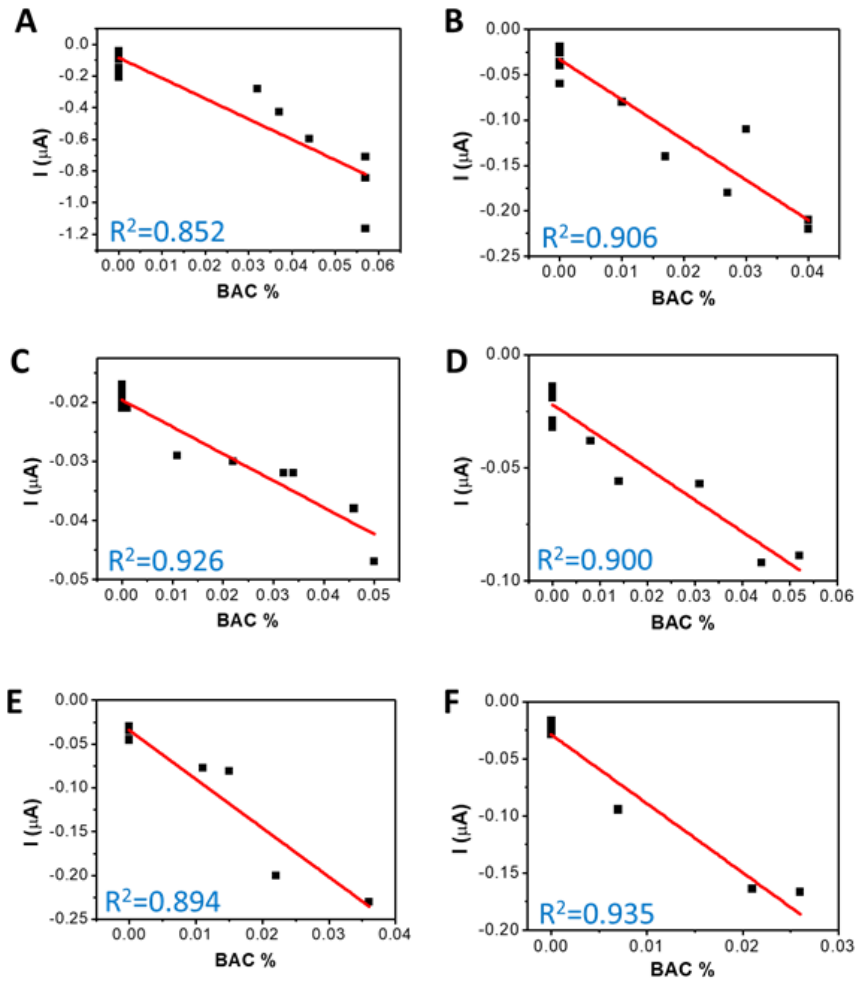 A
0.0
-0.2
-0.4
-0.6
-0.8
-1.0
-1.2
I (µA)
R²=0.852
0.00 0.01 0.02 0.03 0.04 0.05 0.06
BAC %
B
0.00
-0.05
-0.10
-0.15
-0.20
-0.25
I (µA)
R²=0.906
0.00 0.01 0.02 0.03 0.04
BAC %
C
-0.02
-0.03
-0.04
-0.05
I (µA)
R²=0.926
0.00 0.01 0.02 0.03 0.04 0.05
BAC %
D
0.00
-0.05
-0.10
I (µA)
R²=0.900
0.00 0.01 0.02 0.03 0.04 0.05 0.06
BAC %
E
0.00
-0.05
-0.10
-0.15
-0.20
-0.25
I (µA)
R²=0.894
0.00 0.01 0.02 0.03 0.04
BAC %
F
0.00
-0.05
-0.10
-0.15
-0.20
I (µA)
R²=0.935
0.00 0.01 0.02 0.03
BAC %